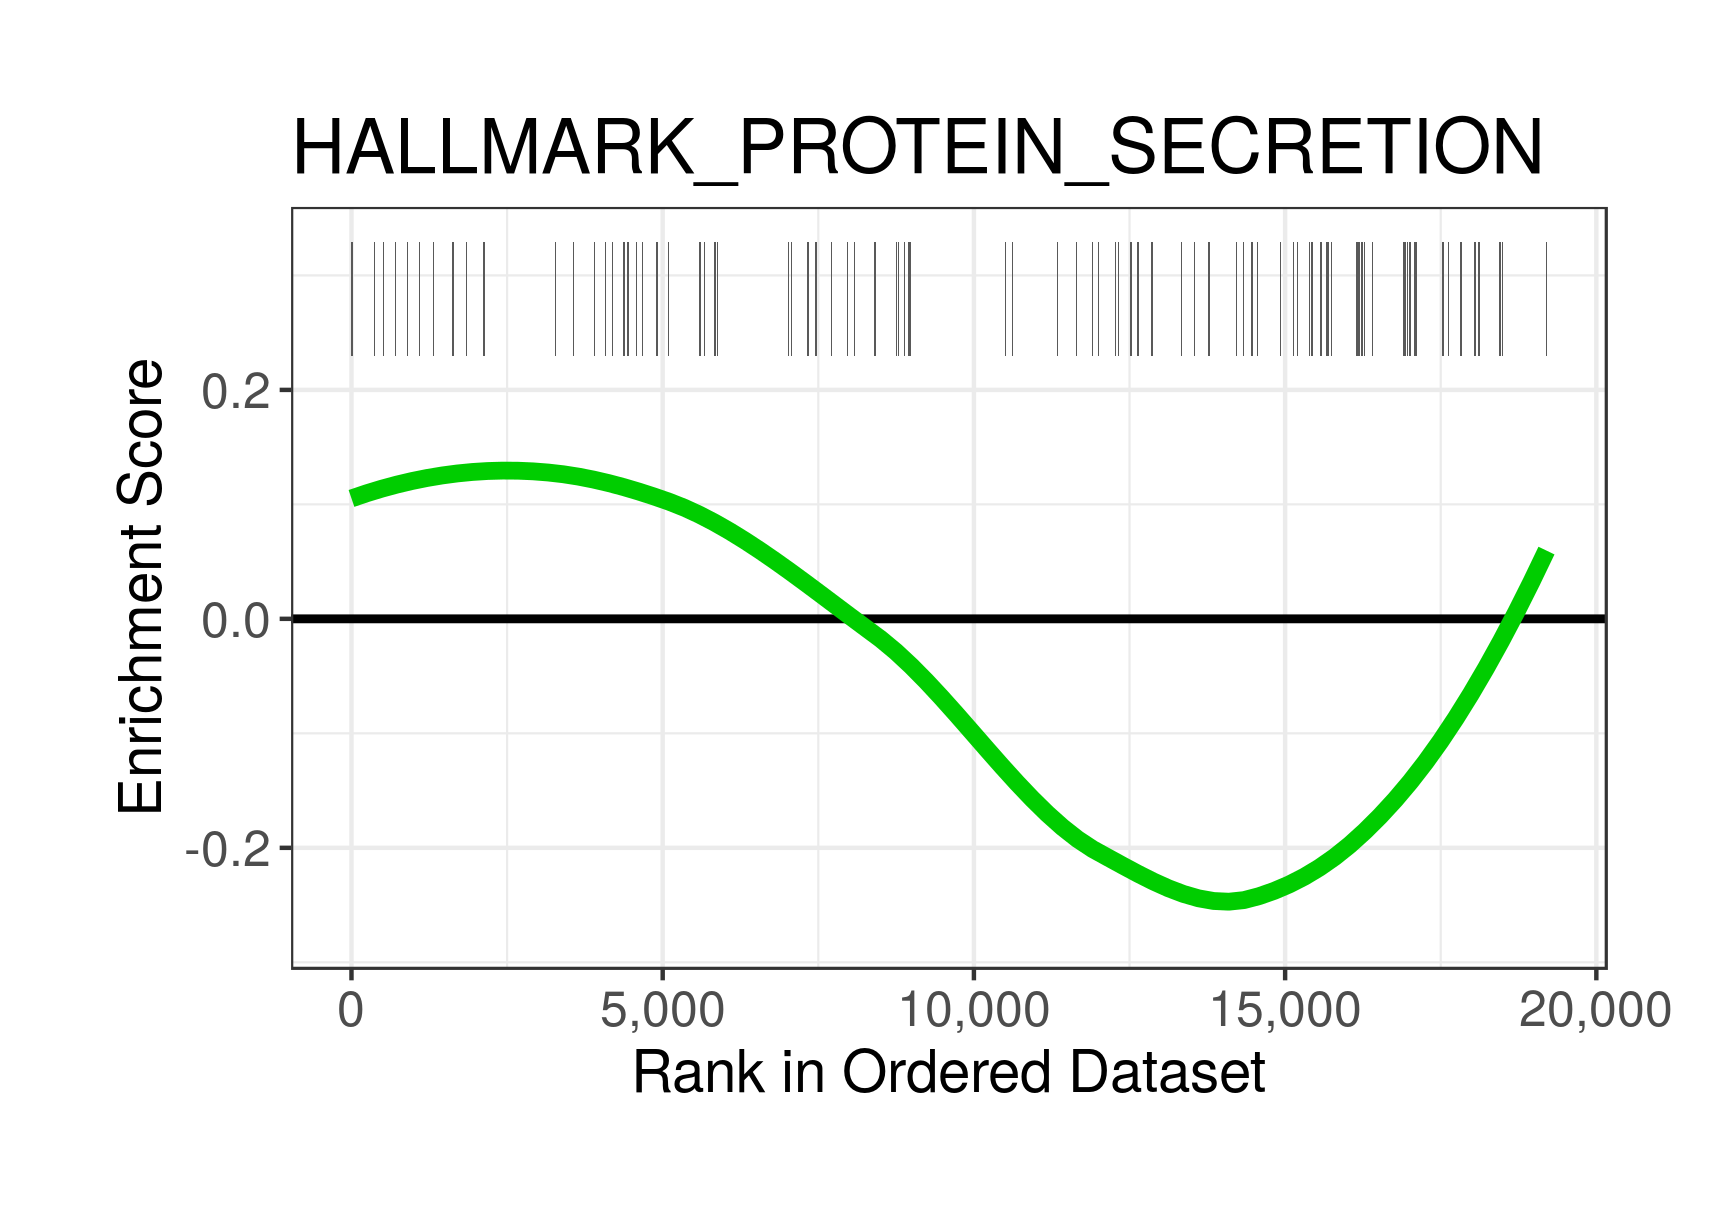 HALLMARK_PROTEIN_SECRETION
Enrichment Score
0.2
0.0
-0.2
0 5,000 10,000 15,000 20,000
Rank in Ordered Dataset